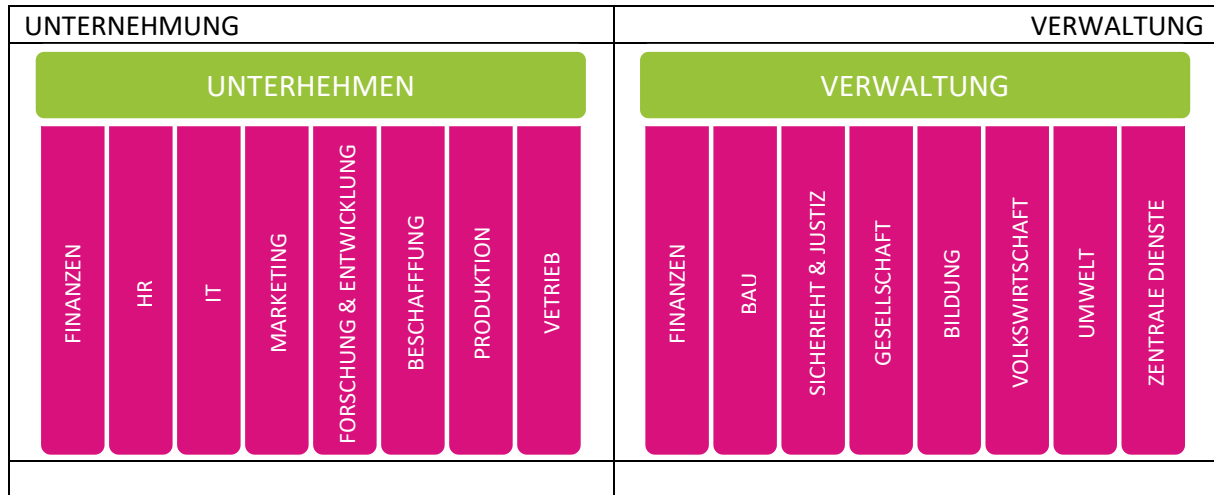 UNTERNEHMUNG
VERWALTUNG
UNTERHEHMEN
FINANZEN
HR
IT
MARKETING
FORSCHUNG & ENTWICKLUNG
BESCHAFFFUNG
PRODUKTION
VETRIEB
VERWALTUNG
FINANZEN
BAU
SICHERIEHT & JUSTIZ
GESELLSCHAFT
BILDUNG
VOLKSWIRTSCHAFT
UMWELT
ZENTRALE DIENSTE